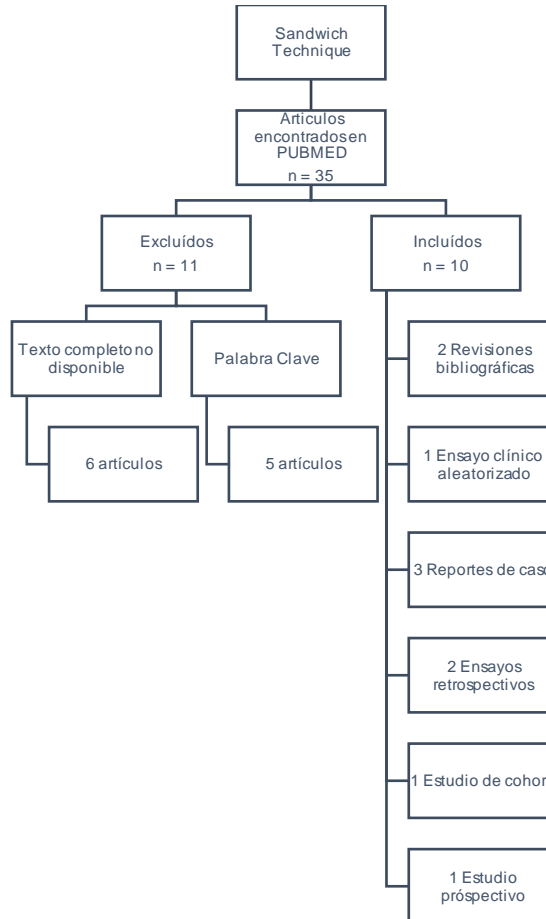 Sandwich
Technique
Articulos
encontrados en
PUBMED
n = 35
Excluídos
n = 11
Incluídos
n = 10
Texto completo no
disponible
Palabra Clave
6 artículos
5 artículos
2 Revisiones
bibliográficas
1 Ensayo clínico
aleatorizado
3 Reportes de caso
2 Ensayos
retrospectivos
1 Estudio de cohor
1 Estudio
próspectivo